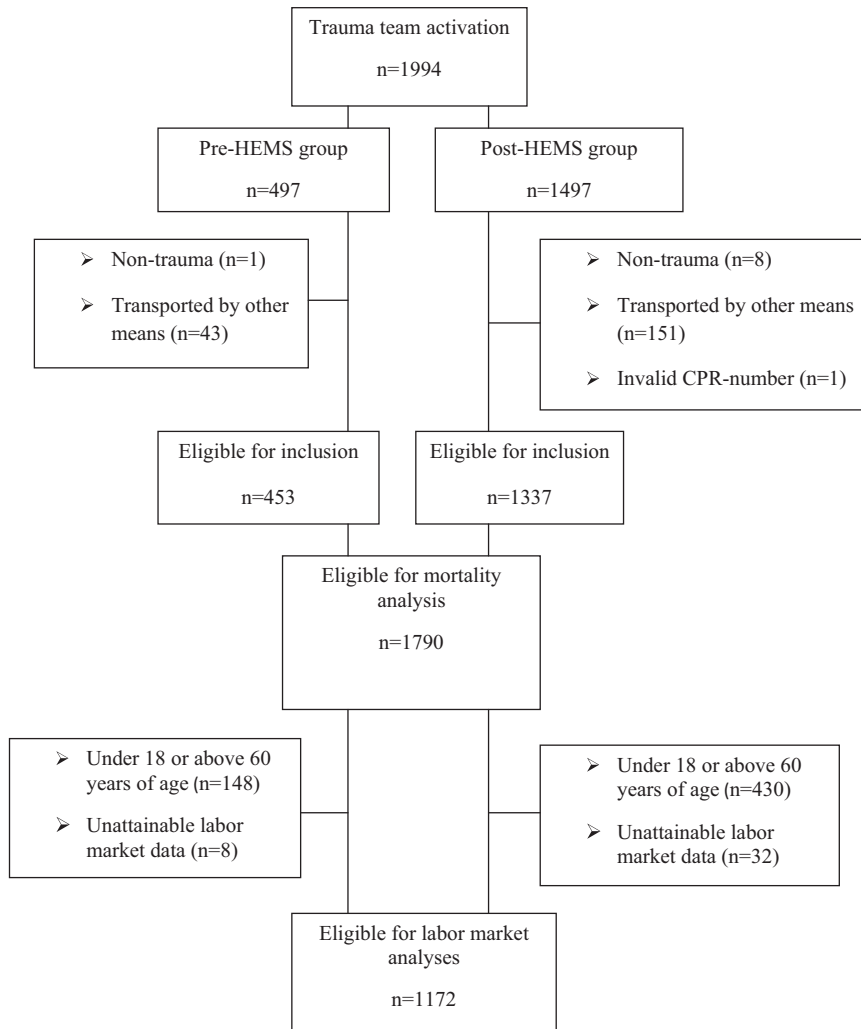 Trauma team activation
n=1994
Pre-HEMS group
n=497
Post-HEMS group
n=1497
➢ Non-trauma (n=1)
➢ Transported by other
means (n=43)
➢ Non-trauma (n=8)
➢ Transported by other means
(n=151)
➢ Invalid CPR-number (n=1)
Eligible for inclusion
n=453
Eligible for inclusion
n=1337
Eligible for mortality
analysis
n=1790
➢ Under 18 or above 60
years of age (n=148)
➢ Unattainable labor
market data (n=8)
➢ Under 18 or above 60
years of age (n=430)
➢ Unattainable labor
market data (n=32)
Eligible for labor market
analyses
n=1172